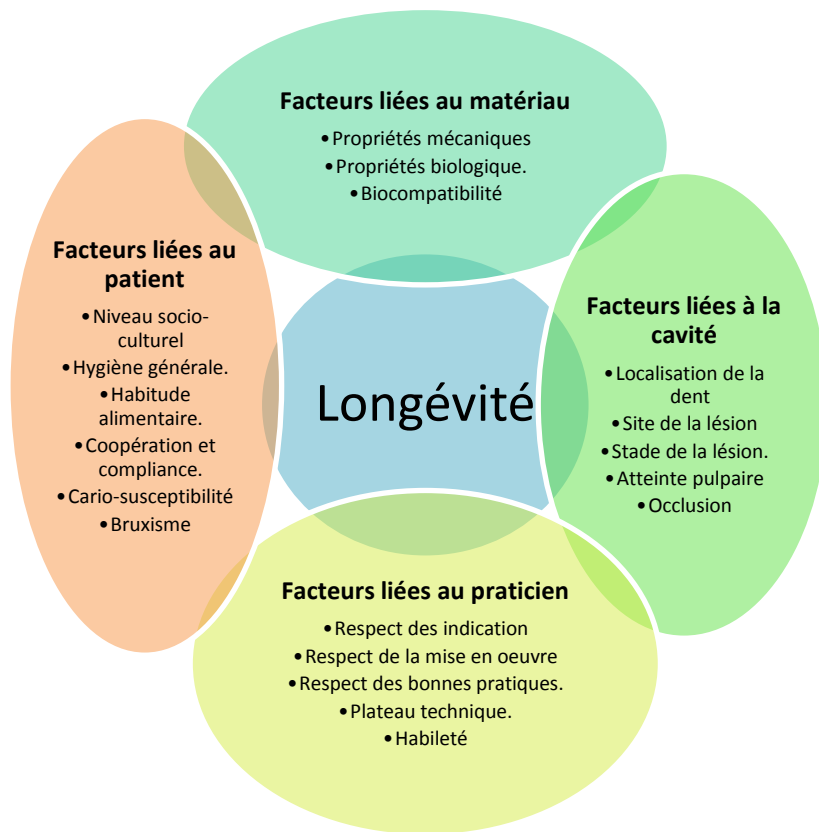 Facteurs liées au matériau
•Propriétés mécaniques
•Propriétés biologique.
•Biocompatibilité
Facteurs liées au
patient
•Niveau socio-
culturel
•Hygiène générale.
•Habitude
alimentaire.
•Coopération et
compliance.
•Cario-susceptibilité
•Bruxisme
Longévité
Facteurs liées à la
cavité
•Localisation de la
dent
•Site de la lésion
•Stade de la lésion.
•Atteinte pulpaire
•Occlusion
Facteurs liées au praticien
•Respect des indication
•Respect de la mise en oeuvre
•Respect des bonnes pratiques.
•Plateau technique.
•Habileté